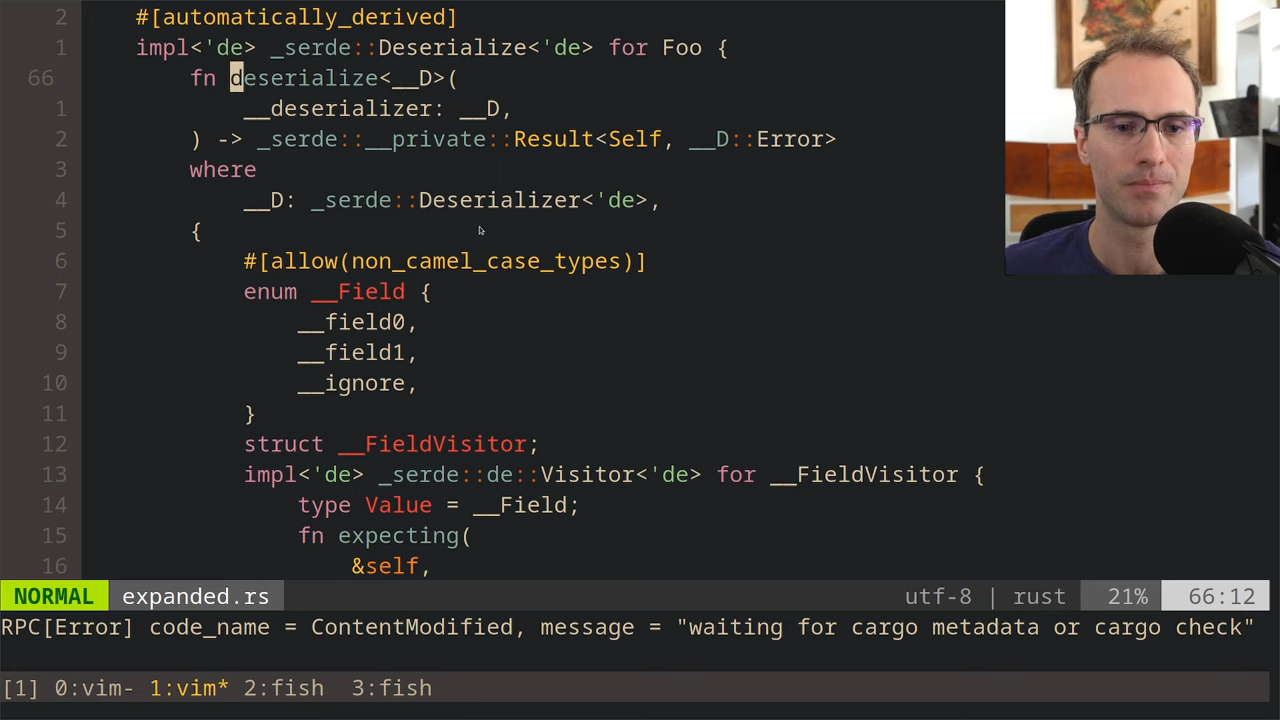 2 #[automatically_derived]
1 impl<'de> _serde::Deserialize<'de> for Foo {
66 fn deserialize<__D>(
1 __deserializer: __D,
2 ) -> _serde::__private::Result<Self, __D::Error>
3 where
4 __D: _serde::Deserializer<'de>,
5 {
6 #[allow(non_camel_case_types)]
7 enum __Field {
8 __field0,
9 __field1,
10 __ignore,
11 }
12 struct __FieldVisitor;
13 impl<'de> _serde::de::Visitor<'de> for __FieldVisitor {
14 type Value = __Field;
15 fn expecting(
16 &self,
NORMAL expanded.rs utf-8 | rust 21% 66:12
RPC[Error] code_name = ContentModified, message = "waiting for cargo metadata or cargo check"
[1] 0:vim- 1:vim* 2:fish 3:fish